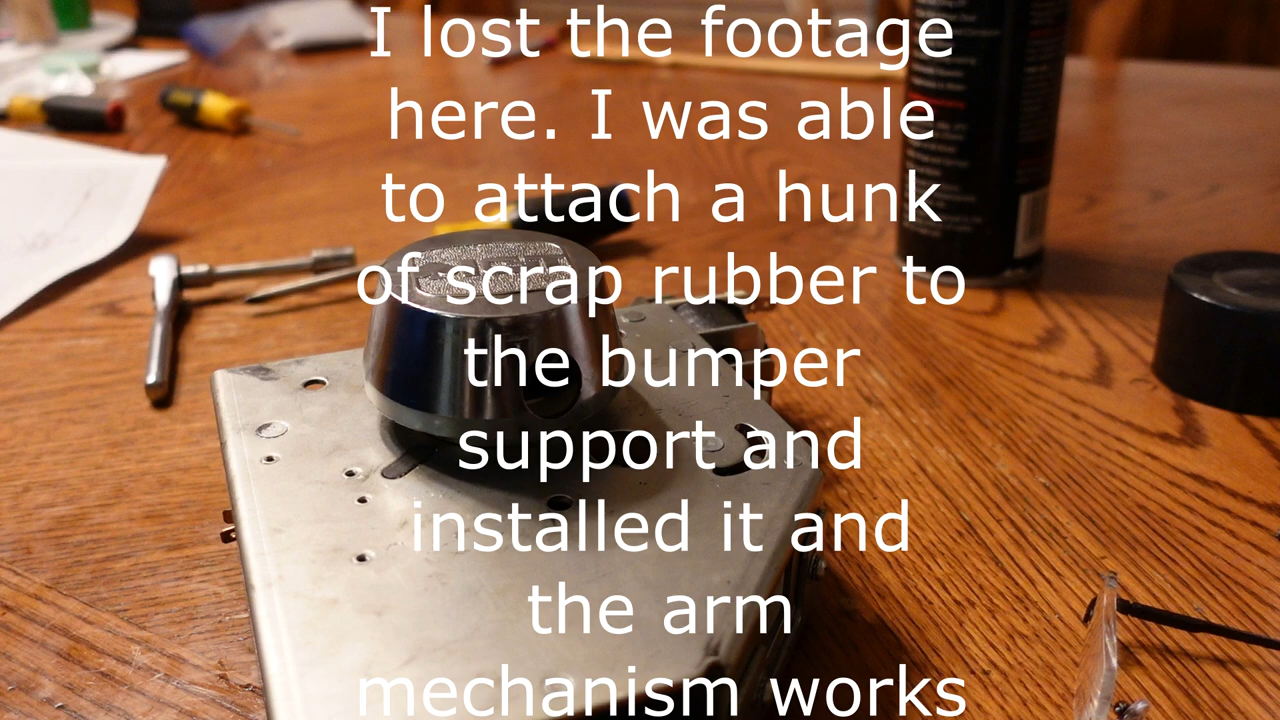 I lost the footage
here. I was able
to attach a hunk
of scrap rubber to
the bumper
support and
installed it and
the arm
mechanism works